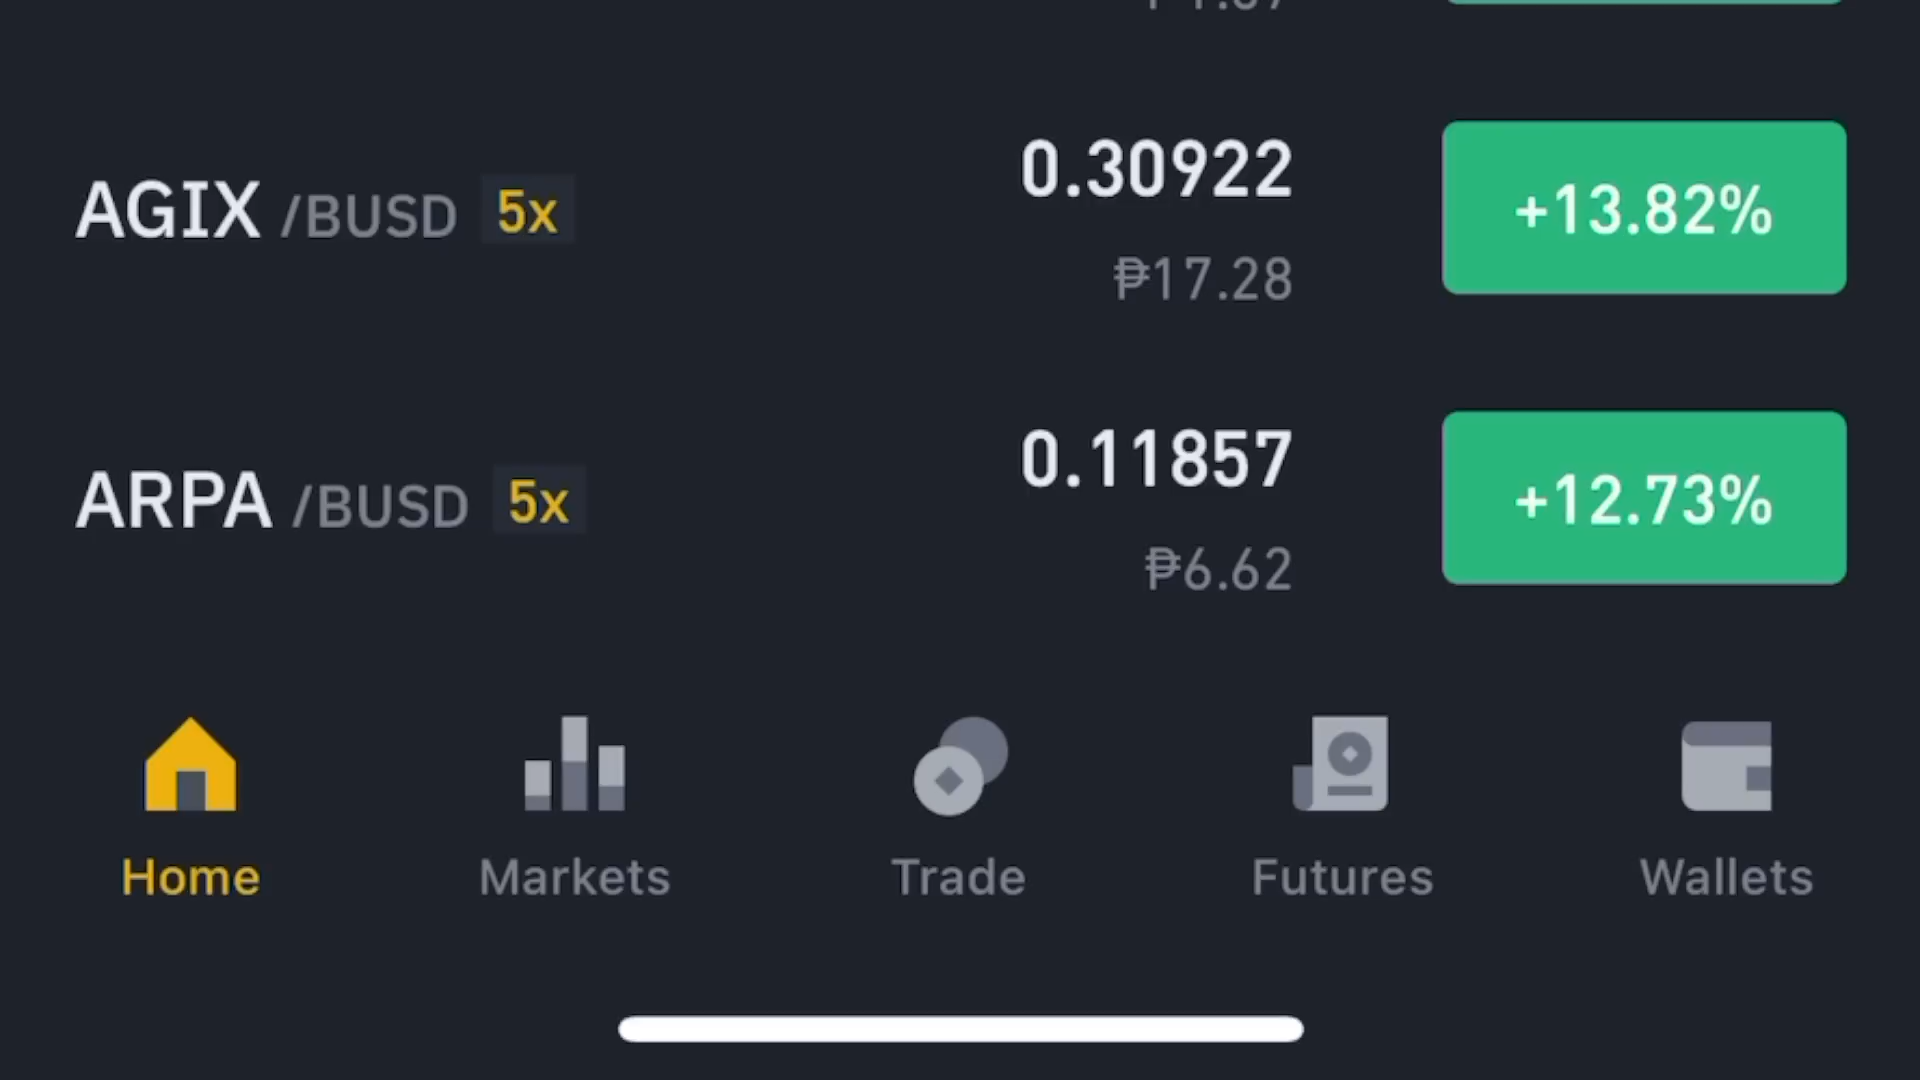 AGIX /BUSD 5x 0.30922 +13.82%
₱17.28
ARPA /BUSD 5x 0.11857 +12.73%
₱6.62
Home Markets Trade Futures Wallets